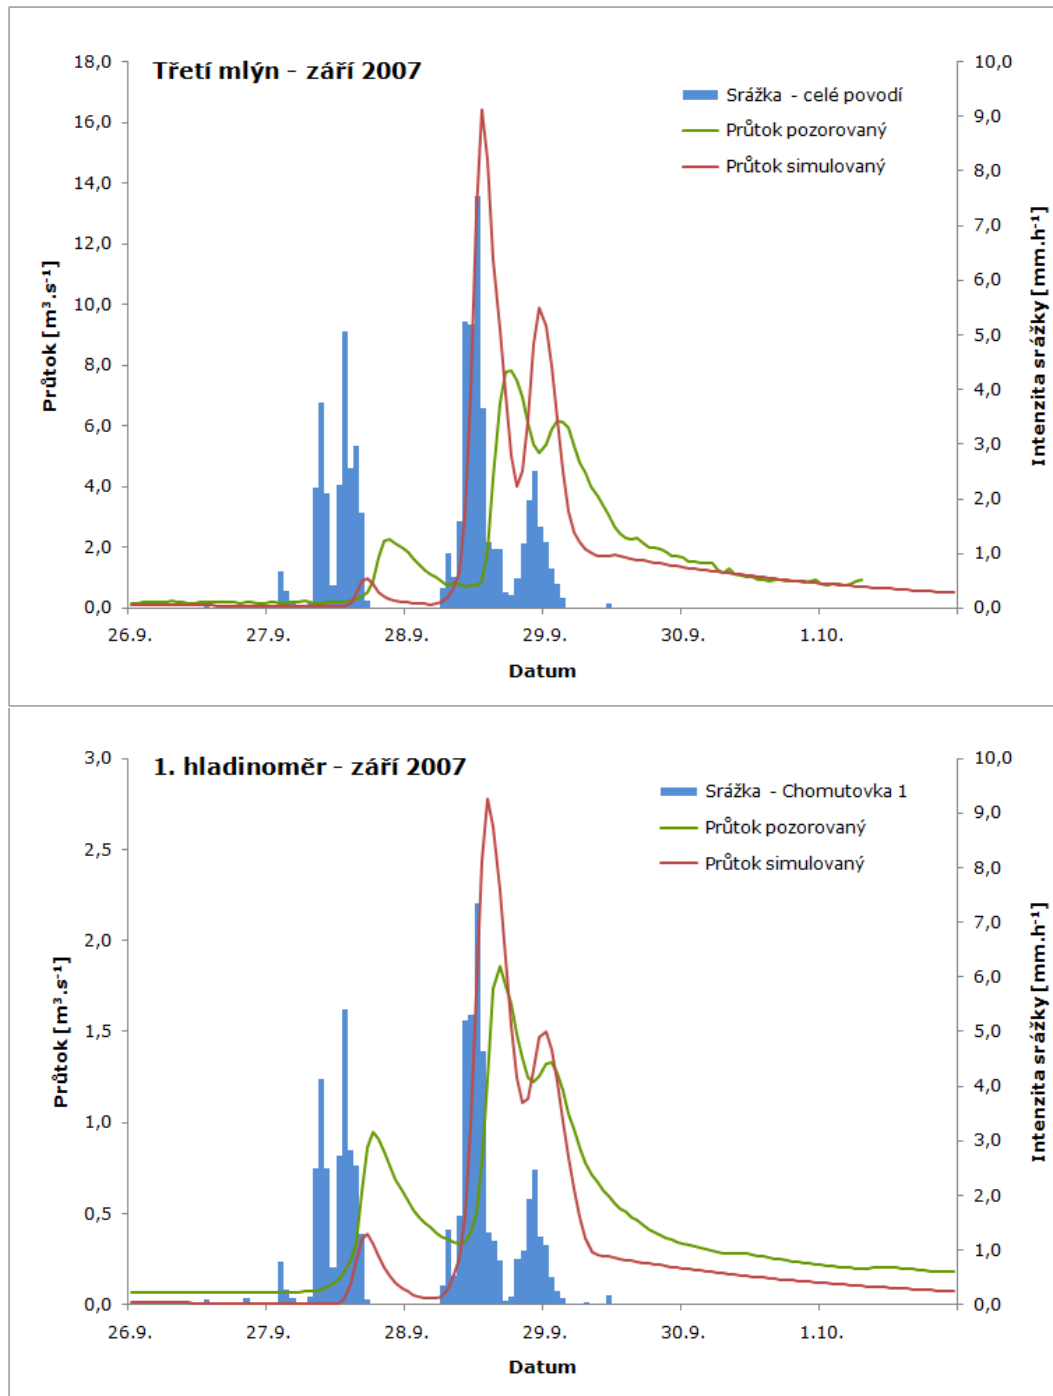 Třetí mlýn - září 2007
Srážka - celé povodí
Průtok pozorovaný
Průtok simulovaný
Průtok [m³.s⁻¹]
18,0
16,0
14,0
12,0
10,0
8,0
6,0
4,0
2,0
0,0
10,0
9,0
8,0
7,0
6,0
5,0
4,0
3,0
2,0
1,0
0,0
Intenzita srážky [mm.h⁻¹]
26.9. 27.9. 28.9. 29.9. 30.9. 1.10.
Datum
1. hladinoměr - září 2007
Srážka - Chomutovka 1
Průtok pozorovaný
Průtok simulovaný
Průtok [m³.s⁻¹]
3,0
2,5
2,0
1,5
1,0
0,5
0,0
10,0
9,0
8,0
7,0
6,0
5,0
4,0
3,0
2,0
1,0
0,0
Intenzita srážky [mm.h⁻¹]
26.9. 27.9. 28.9. 29.9. 30.9. 1.10.
Datum